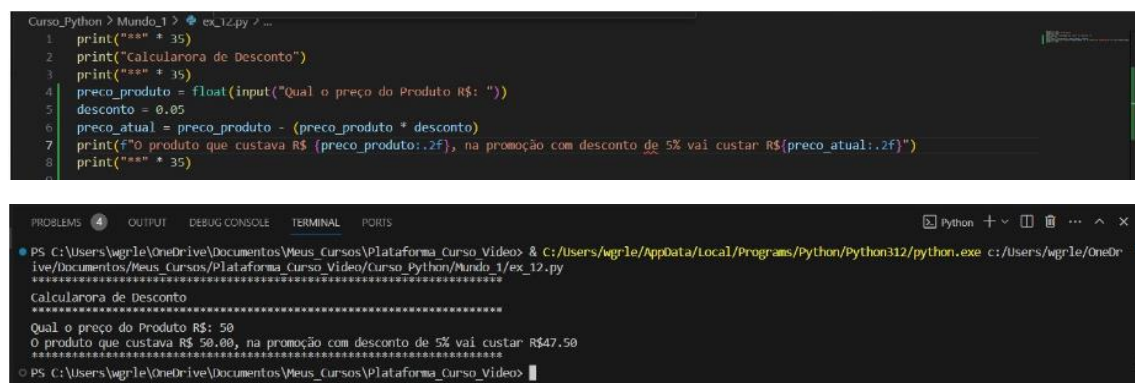 Curso_Python > Mundo_1 > ex_12.py > ...
1 print("**" * 35)
2 print("Calcularora de Desconto")
3 print("**" * 35)
4 preco_produto = float(input("Qual o preço do Produto R$: "))
5 desconto = 0.05
6 preco_atual = preco_produto - (preco_produto * desconto)
7 print(f"O produto que custava R$ {preco_produto:.2f}, na promoção com desconto de 5% vai custar R${preco_atual:.2f}")
8 print("**" * 35)
PROBLEMS 4 OUTPUT DEBUG CONSOLE TERMINAL PORTS Python
PS C:\Users\wgrle\OneDrive\Documentos\Meus_Cursos\Plataforma_Curso_Video> & C:/Users/wgrle/AppData/Local/Programs/Python/Python312/python.exe c:/Users/wgrle/OneDr
ive/Documentos/Meus_Cursos/Plataforma_Curso_Video/Curso_Python/Mundo_1/ex_12.py
**********************************************************************
Calcularora de Desconto
**********************************************************************
Qual o preço do Produto R$: 50
O produto que custava R$ 50.00, na promoção com desconto de 5% vai custar R$47.50
**********************************************************************
PS C:\Users\wgrle\OneDrive\Documentos\Meus_Cursos\Plataforma_Curso_Video>